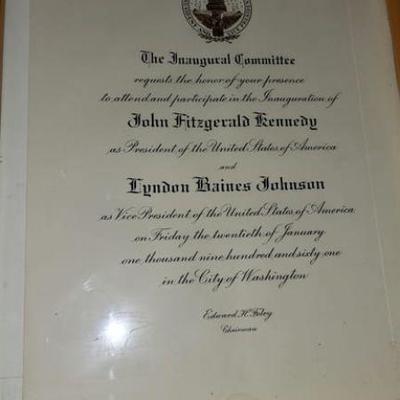 The Inaugural Committee
requests the honor of your presence
to attend and participate in the Inauguration of
John Fitzgerald Kennedy
as President of the United States of America
and
Lyndon Baines Johnson
as Vice President of the United States of America
on Friday the twentieth of January
one thousand nine hundred and sixty one
in the City of Washington
Edward H. Foley
Chairman